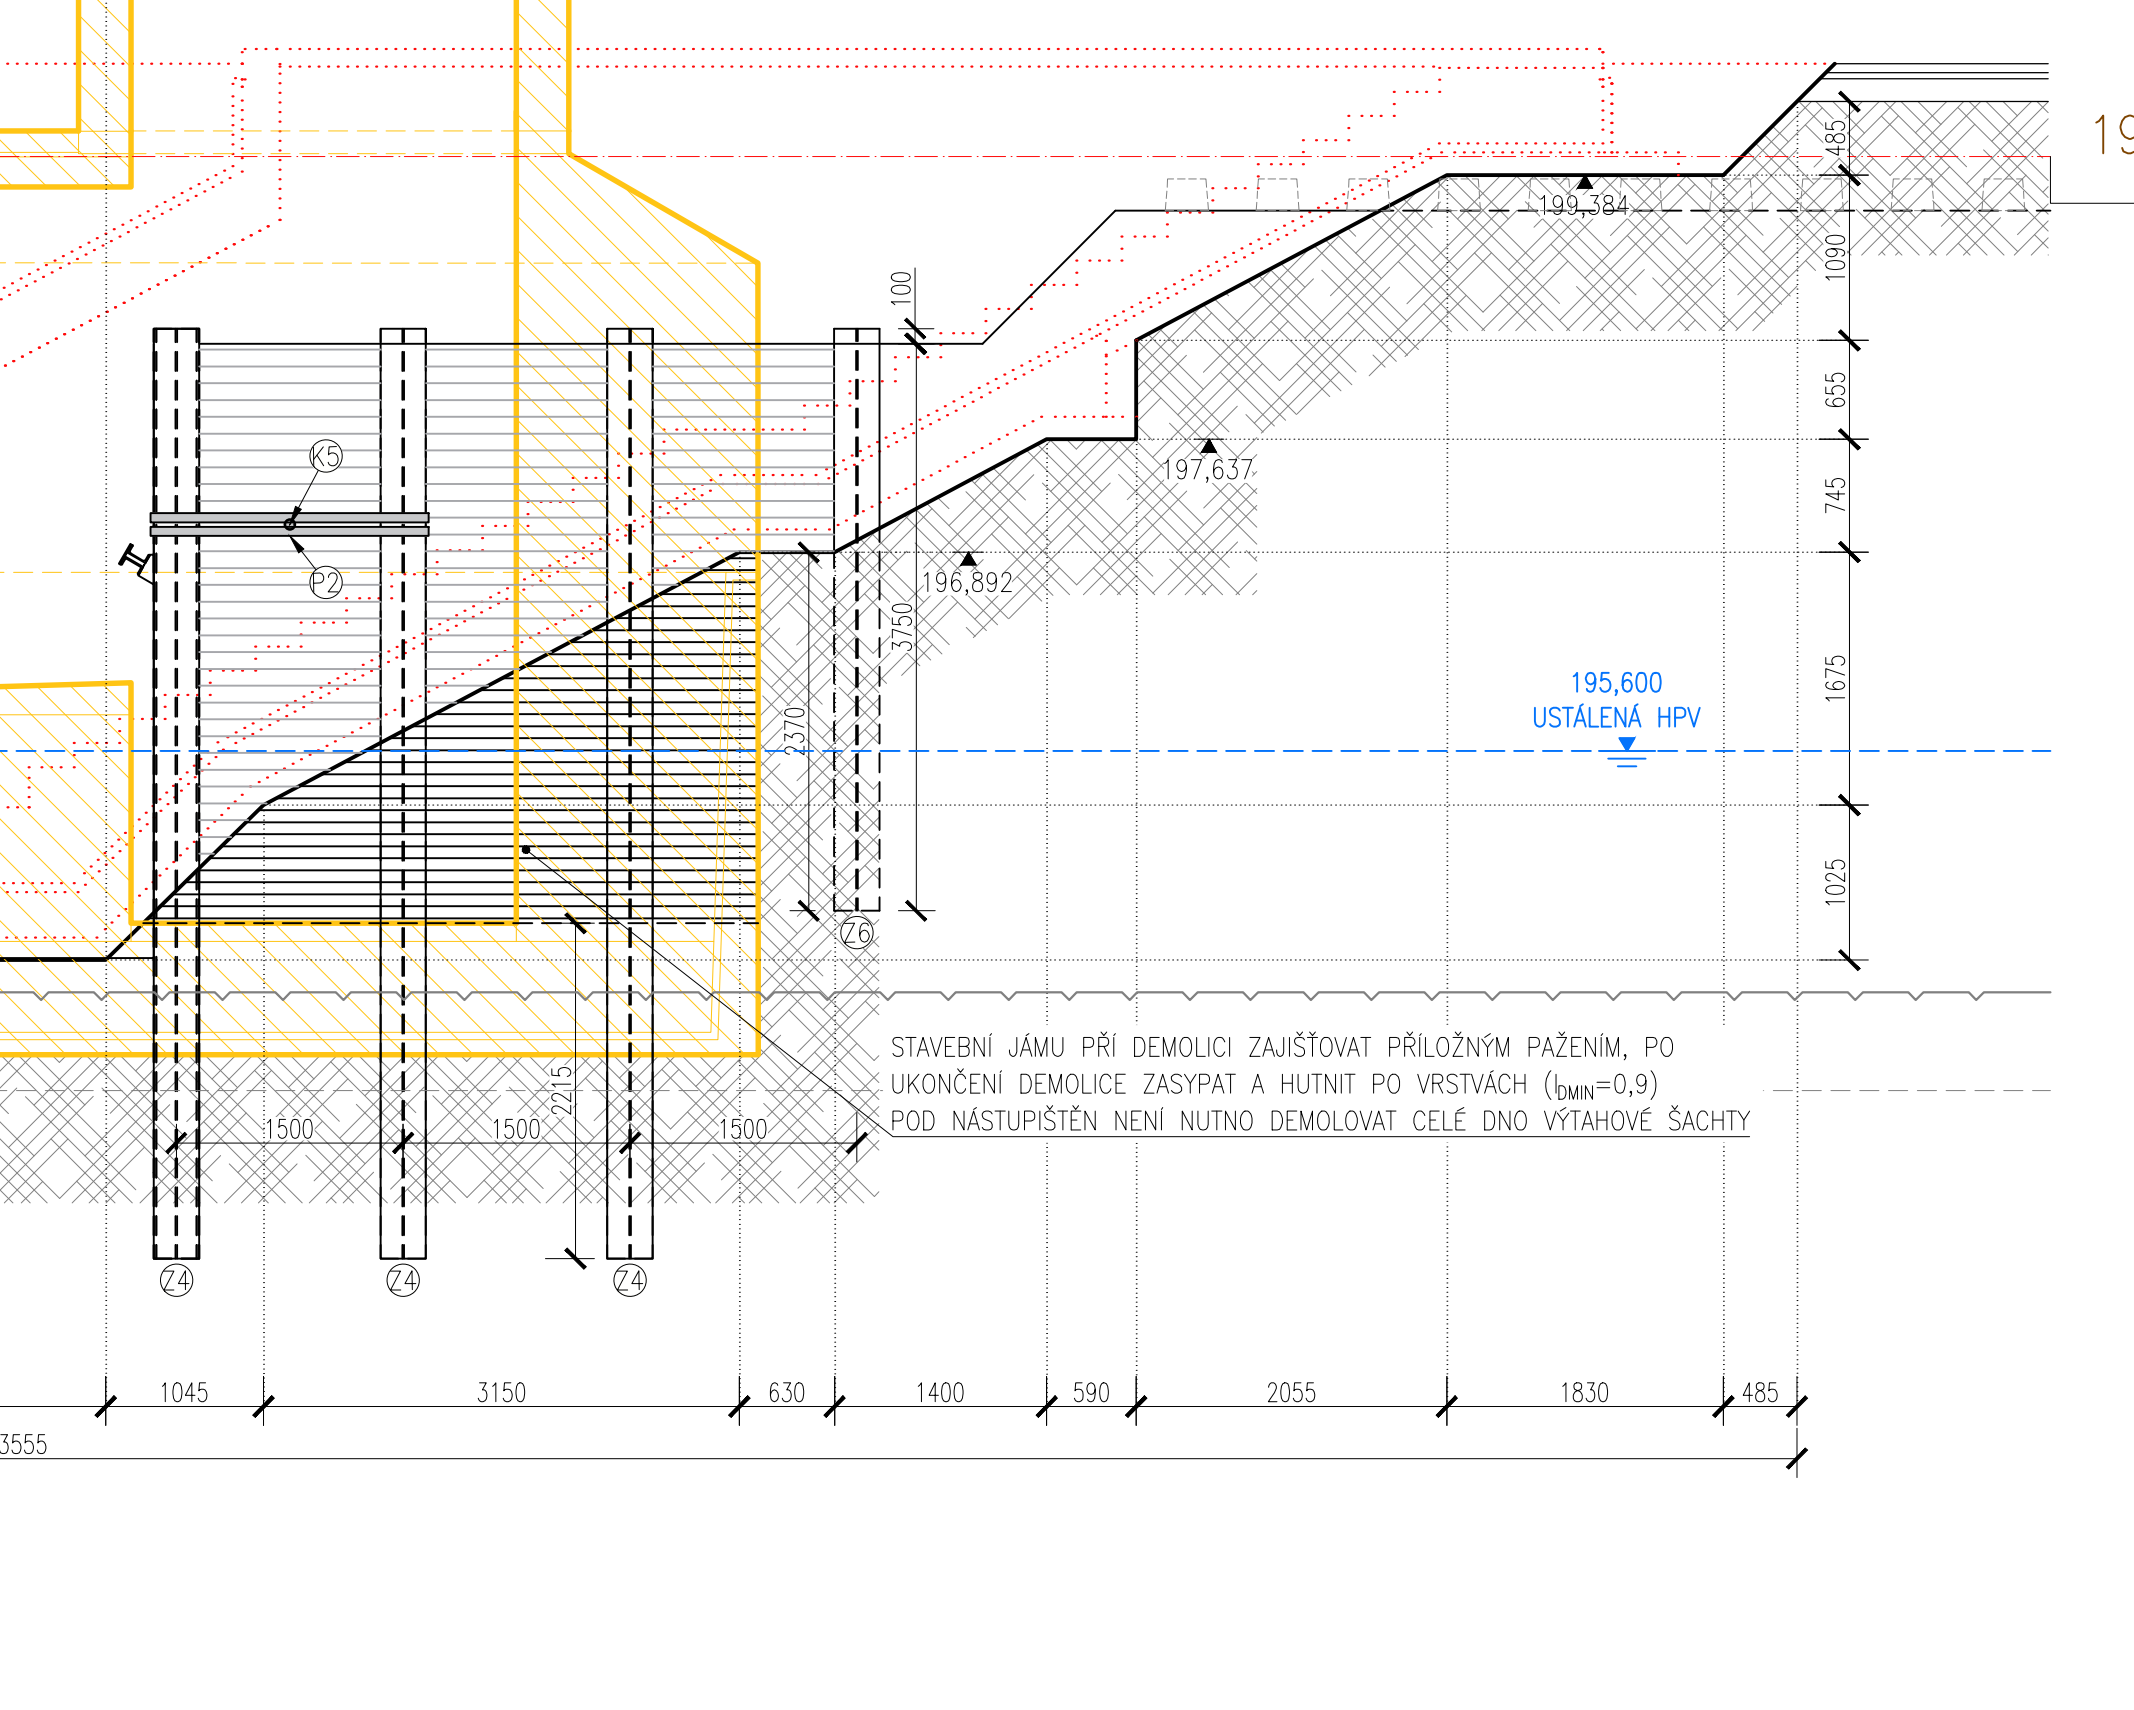 19
485
199,384
1090
100
655
K5
197,637
745
P2
196,892
3750
195,600
USTÁLENÁ HPV
1675
2370
1025
Z6
STAVEBNÍ JÁMU PŘÍ DEMOLICI ZAJIŠŤOVAT PŘÍLOŽNÝM PAŽENÍM, PO
UKONČENÍ DEMOLICE ZASYPAT A HUTNIT PO VRSTVÁCH (IDMIN=0,9)
POD NÁSTUPIŠTĚN NENÍ NUTNO DEMOLOVAT CELÉ DNO VÝTAHOVÉ ŠACHTY
2215
1500 1500 1500
Z4 Z4 Z4
1045 3150 630 1400 590 2055 1830 485
3555